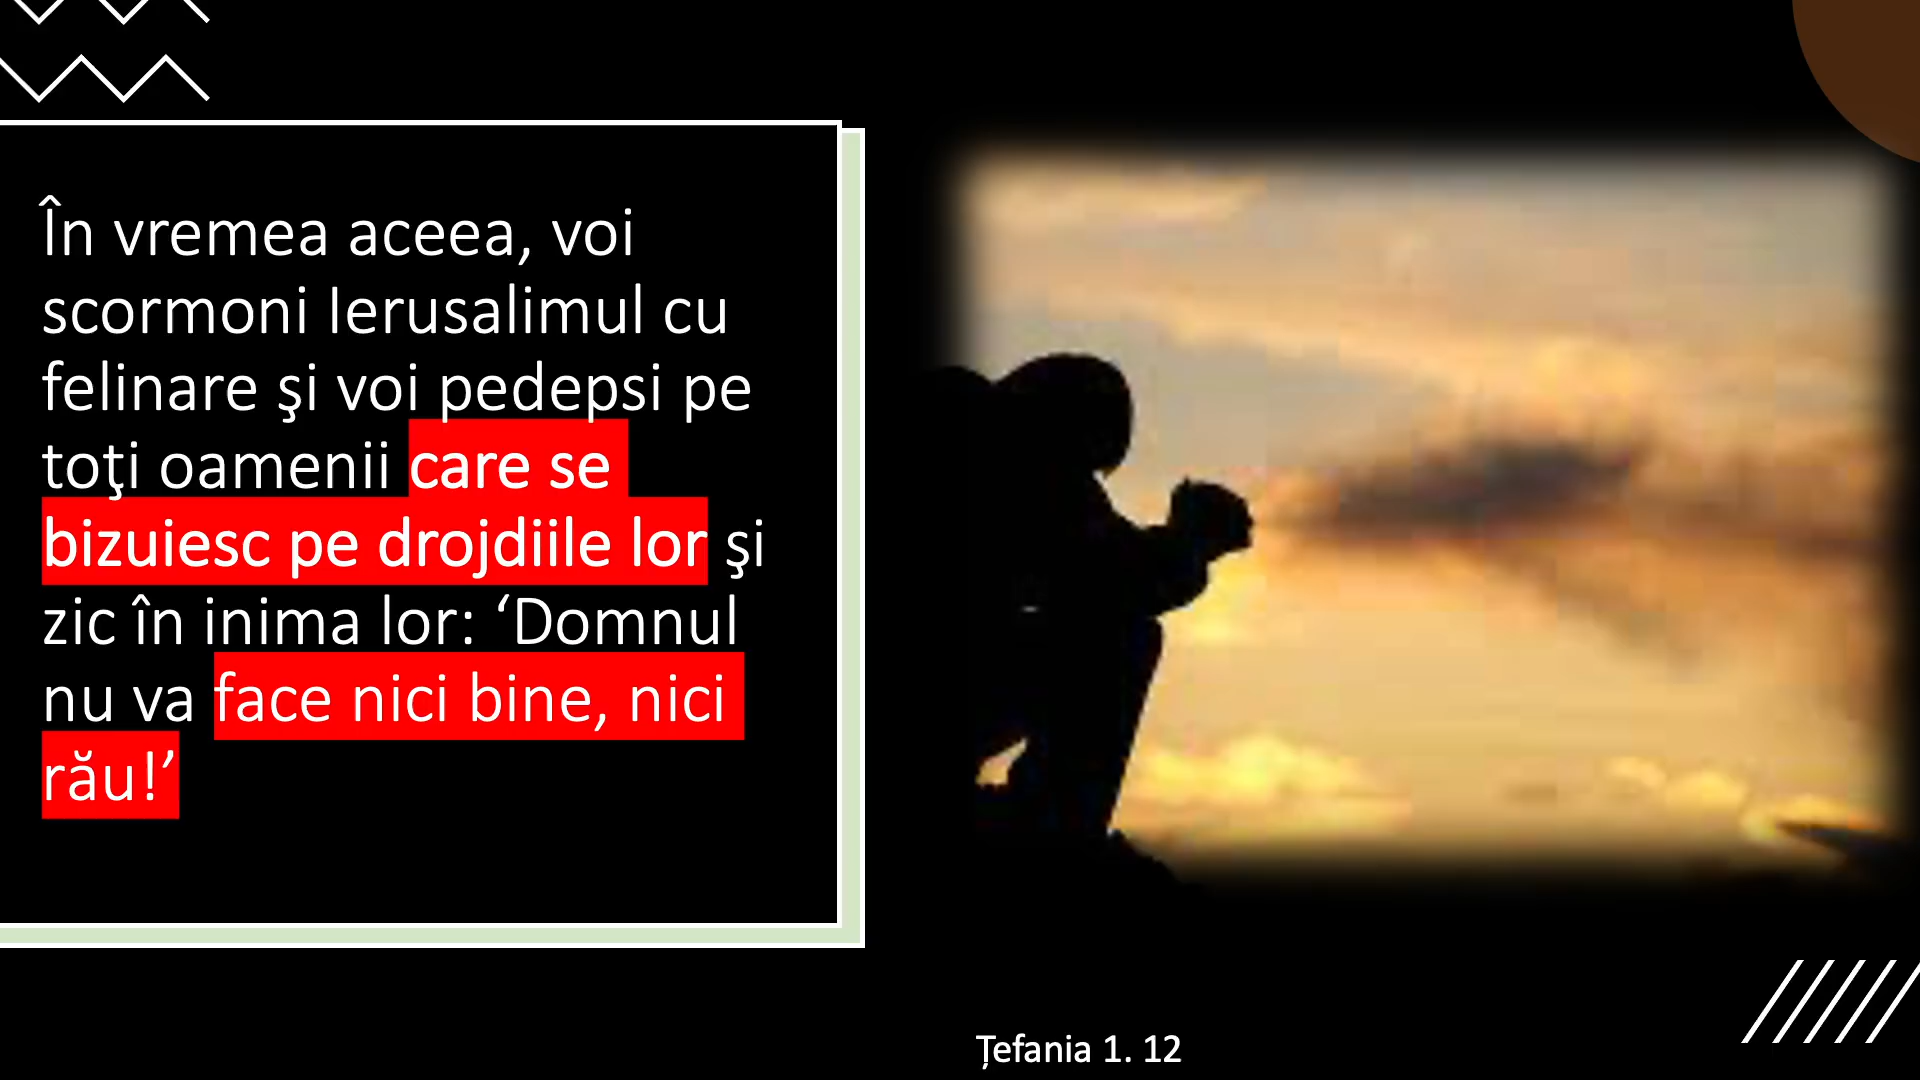 În vremea aceea, voi
scormoni Ierusalimul cu
felinare şi voi pedepsi pe
toţi oamenii care se
bizuiesc pe drojdiile lor şi
zic în inima lor: ‘Domnul
nu va face nici bine, nici
rău!’
Țefania 1. 12